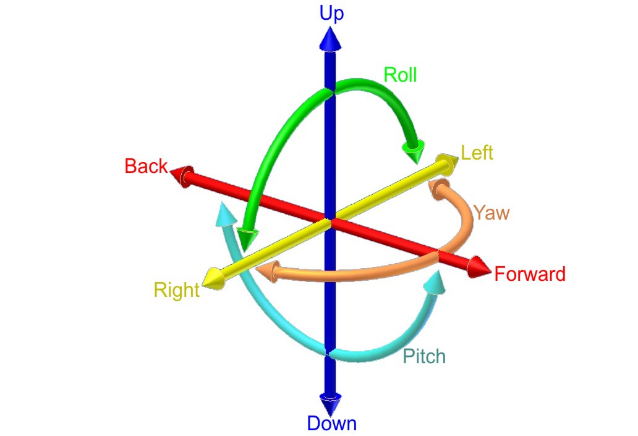 Up
Roll
Left
Back
Yaw
Forward
Right
Pitch
Down